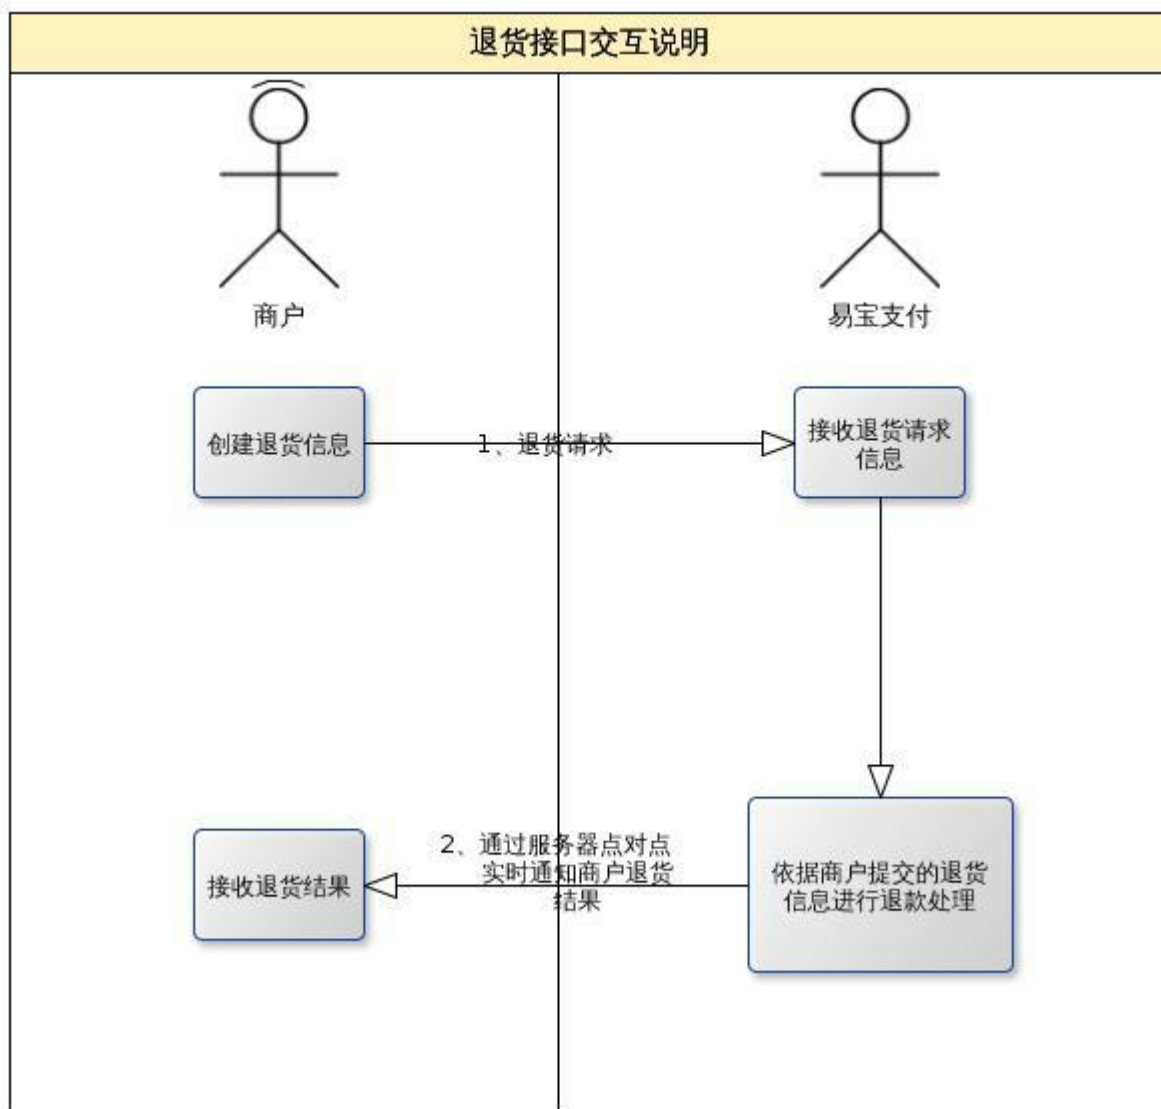 退货接口交互说明
商户
易宝支付
创建退货信息
1、退货请求
接收退货请求
信息
接收退货结果
2、通过服务器点对点
实时通知商户退货
结果
依据商户提交的退货
信息进行退款处理